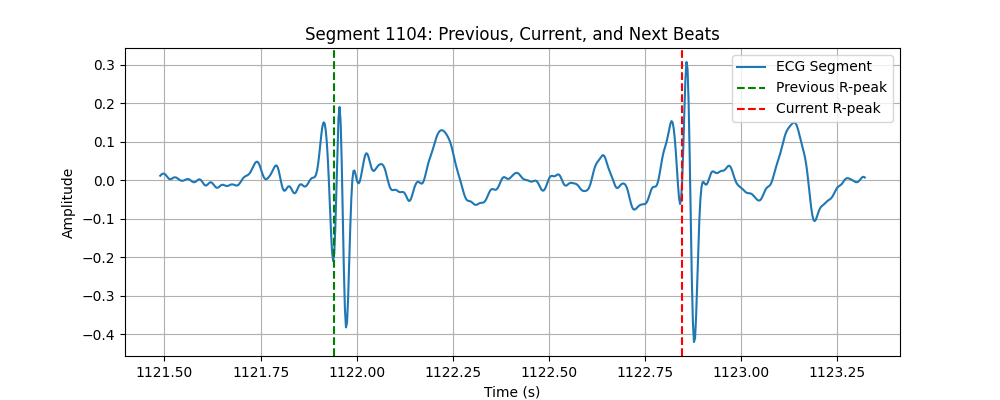 Segment 1104: Previous, Current, and Next Beats
ECG Segment
Previous R-peak
Current R-peak
0.3
0.2
0.1
0.0
−0.1
−0.2
−0.3
−0.4
Amplitude
1121.50 1121.75 1122.00 1122.25 1122.50 1122.75 1123.00 1123.25
Time (s)